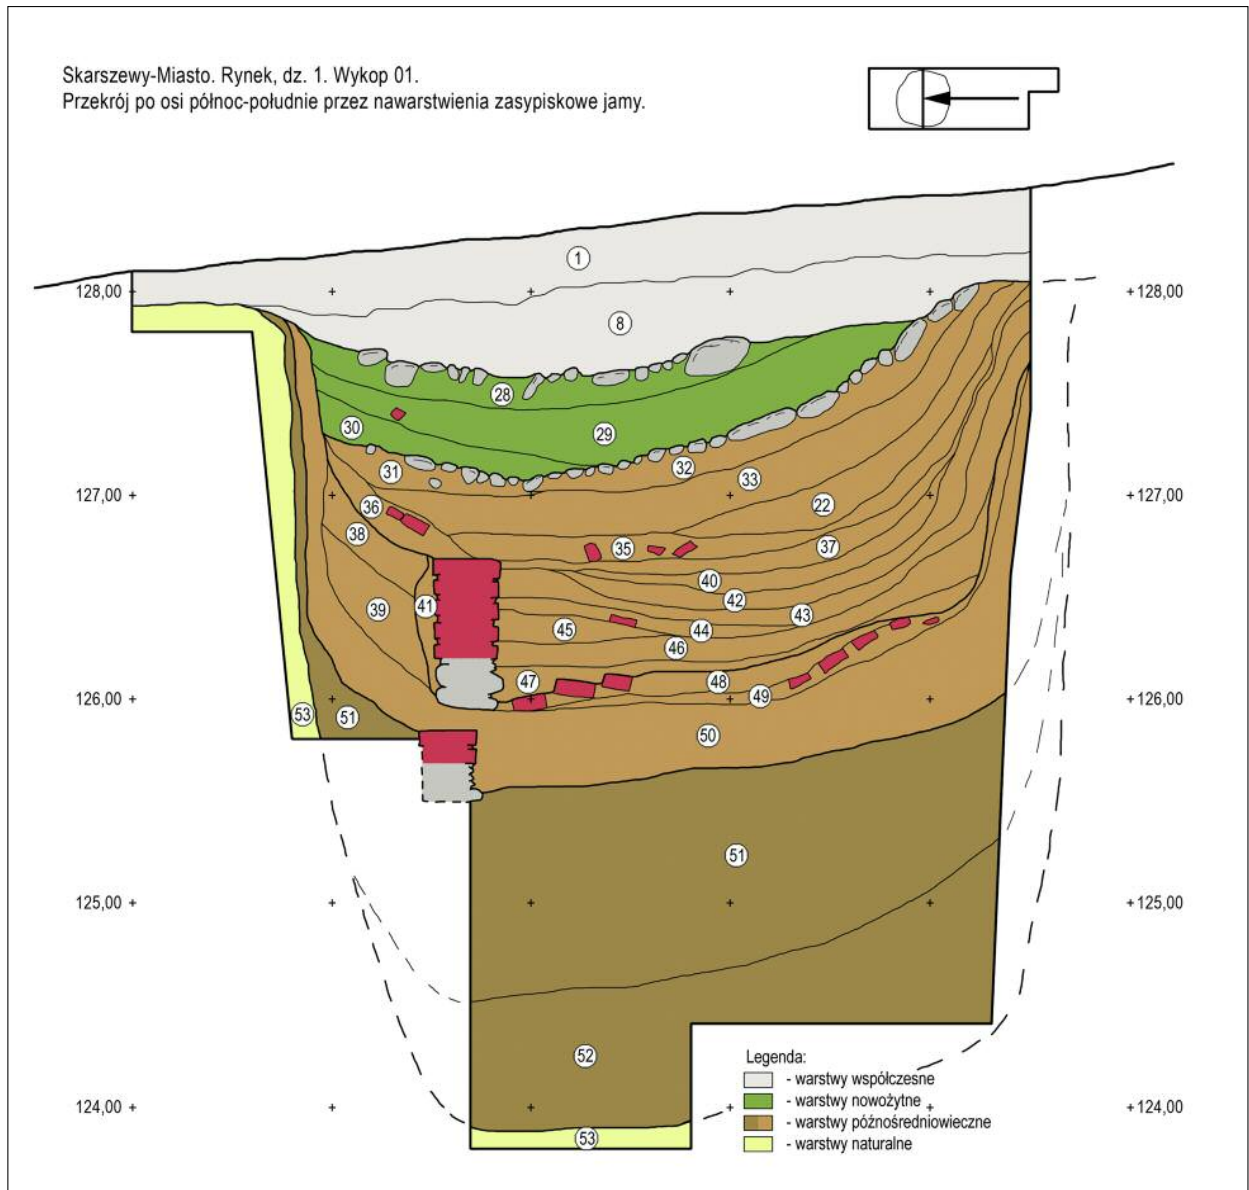 Skarszewy-Miasto. Rynek, dz. 1. Wykop 01.
Przekrój po osi północ-południe przez nawarstwienia zasypiskowe jamy.
1
128,00 + + + + + +128,00
8
28
30
29
31
32
33
127,00 + + + + + +127,00
36
22
38
35
37
40
39
41
42
43
45
44
46
47
48
49
126,00 + + + + + +126,00
53
51
50
51
125,00 + + + + + +125,00
52
Legenda:
- warstwy współczesne
- warstwy nowożytne
124,00 + + + + + +124,00
- warstwy późnośredniowieczne
53
- warstwy naturalne